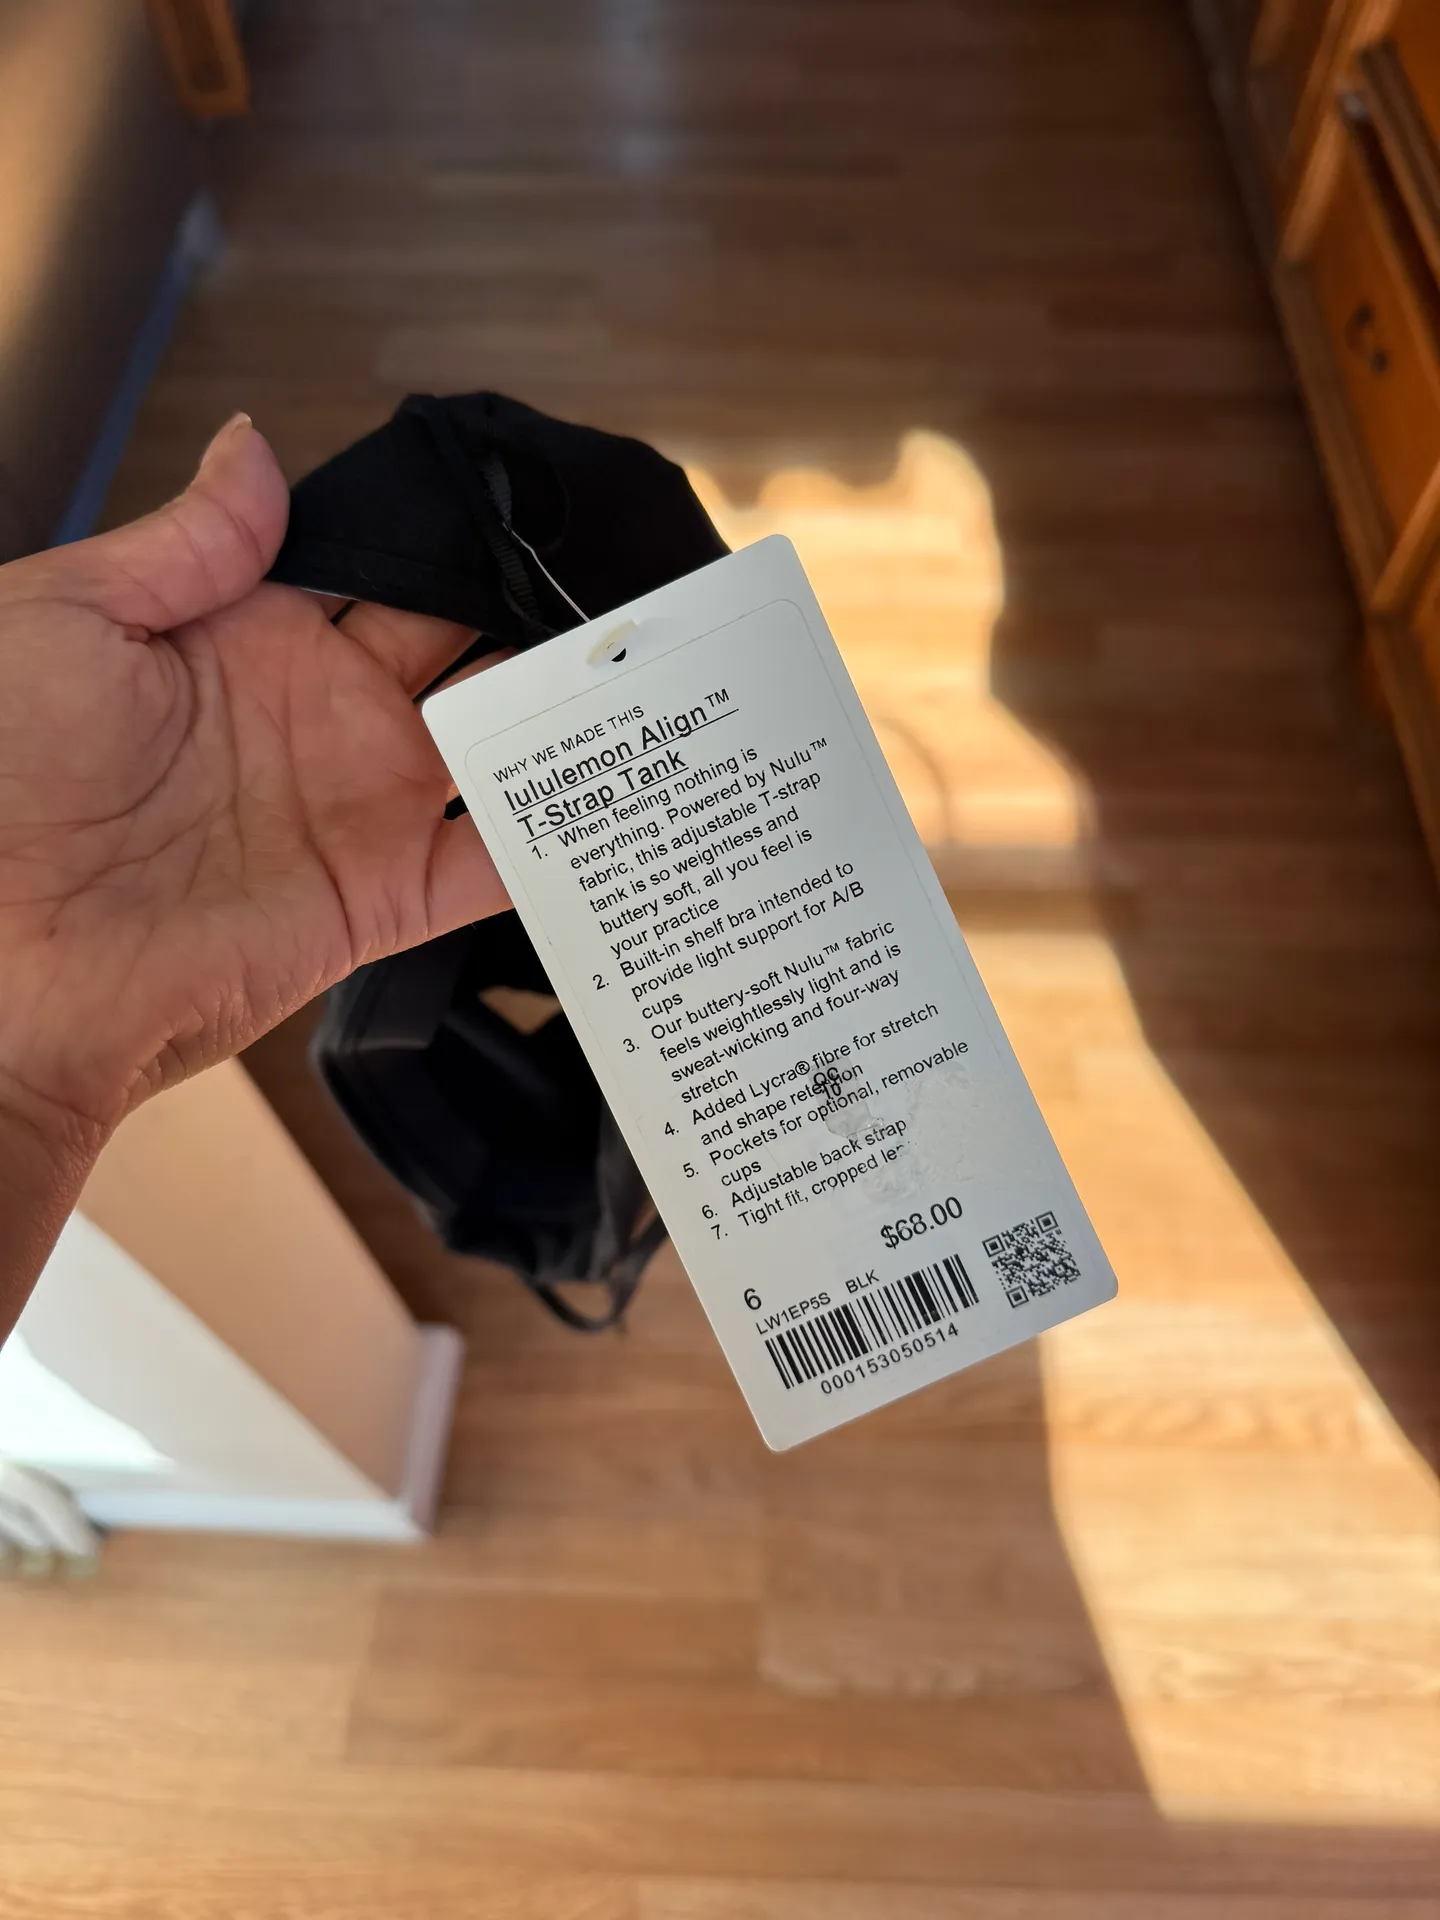 WHY WE MADE THIS
lululemon Align™
T-Strap Tank
1. When feeling nothing is
everything. Powered by Nulu™
fabric, this adjustable T-strap
tank is so weightless and
buttery soft, all you feel is
your practice
2. Built-in shelf bra intended to
provide light support for A/B
cups
3. Our buttery-soft Nulu™ fabric
feels weightlessly light and is
sweat-wicking and four-way
stretch
4. Added Lycra® fibre for stretch
and shape retention
5. Pockets for optional, removable
cups
6. Adjustable back strap
7. Tight fit, cropped
QC
10
$68.00
6
LW1EP5S BLK
000153050514